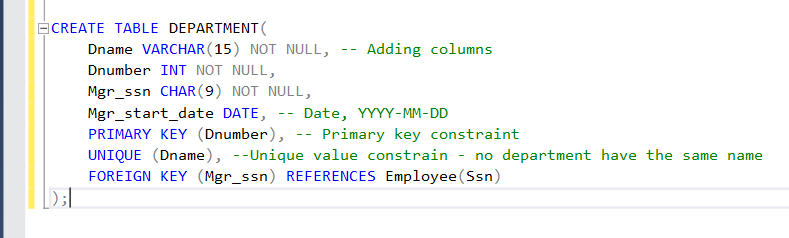 CREATE TABLE DEPARTMENT(
Dname VARCHAR(15) NOT NULL, -- Adding columns
Dnumber INT NOT NULL,
Mgr_ssn CHAR(9) NOT NULL,
Mgr_start_date DATE, -- Date, YYYY-MM-DD
PRIMARY KEY (Dnumber), -- Primary key constraint
UNIQUE (Dname), --Unique value constrain - no department have the same name
FOREIGN KEY (Mgr_ssn) REFERENCES Employee(Ssn)
);